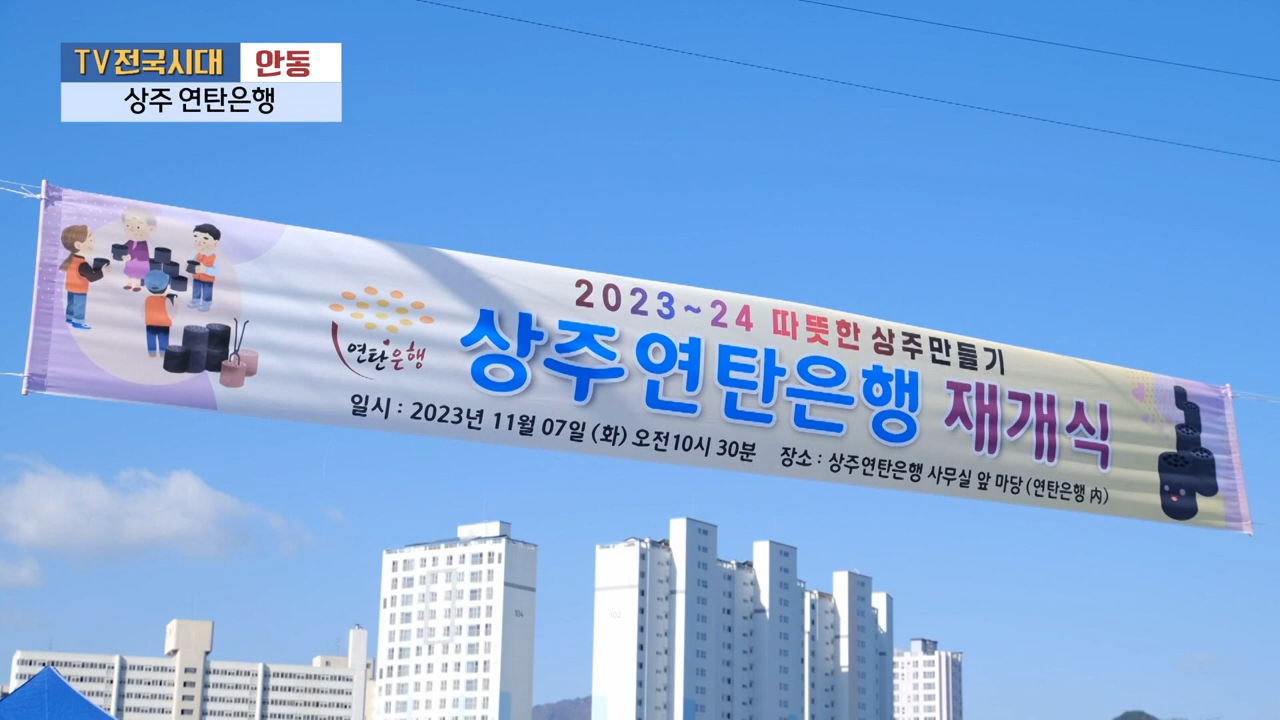 TV전국시대 안동
상주 연탄은행
2023~24 따뜻한 상주만들기
연탄은행
상주연탄은행 재개식
일시 : 2023년 11월 07일 (화) 오전10시 30분 장소 : 상주연탄은행 사무실 앞 마당 (연탄은행 内)
104
102